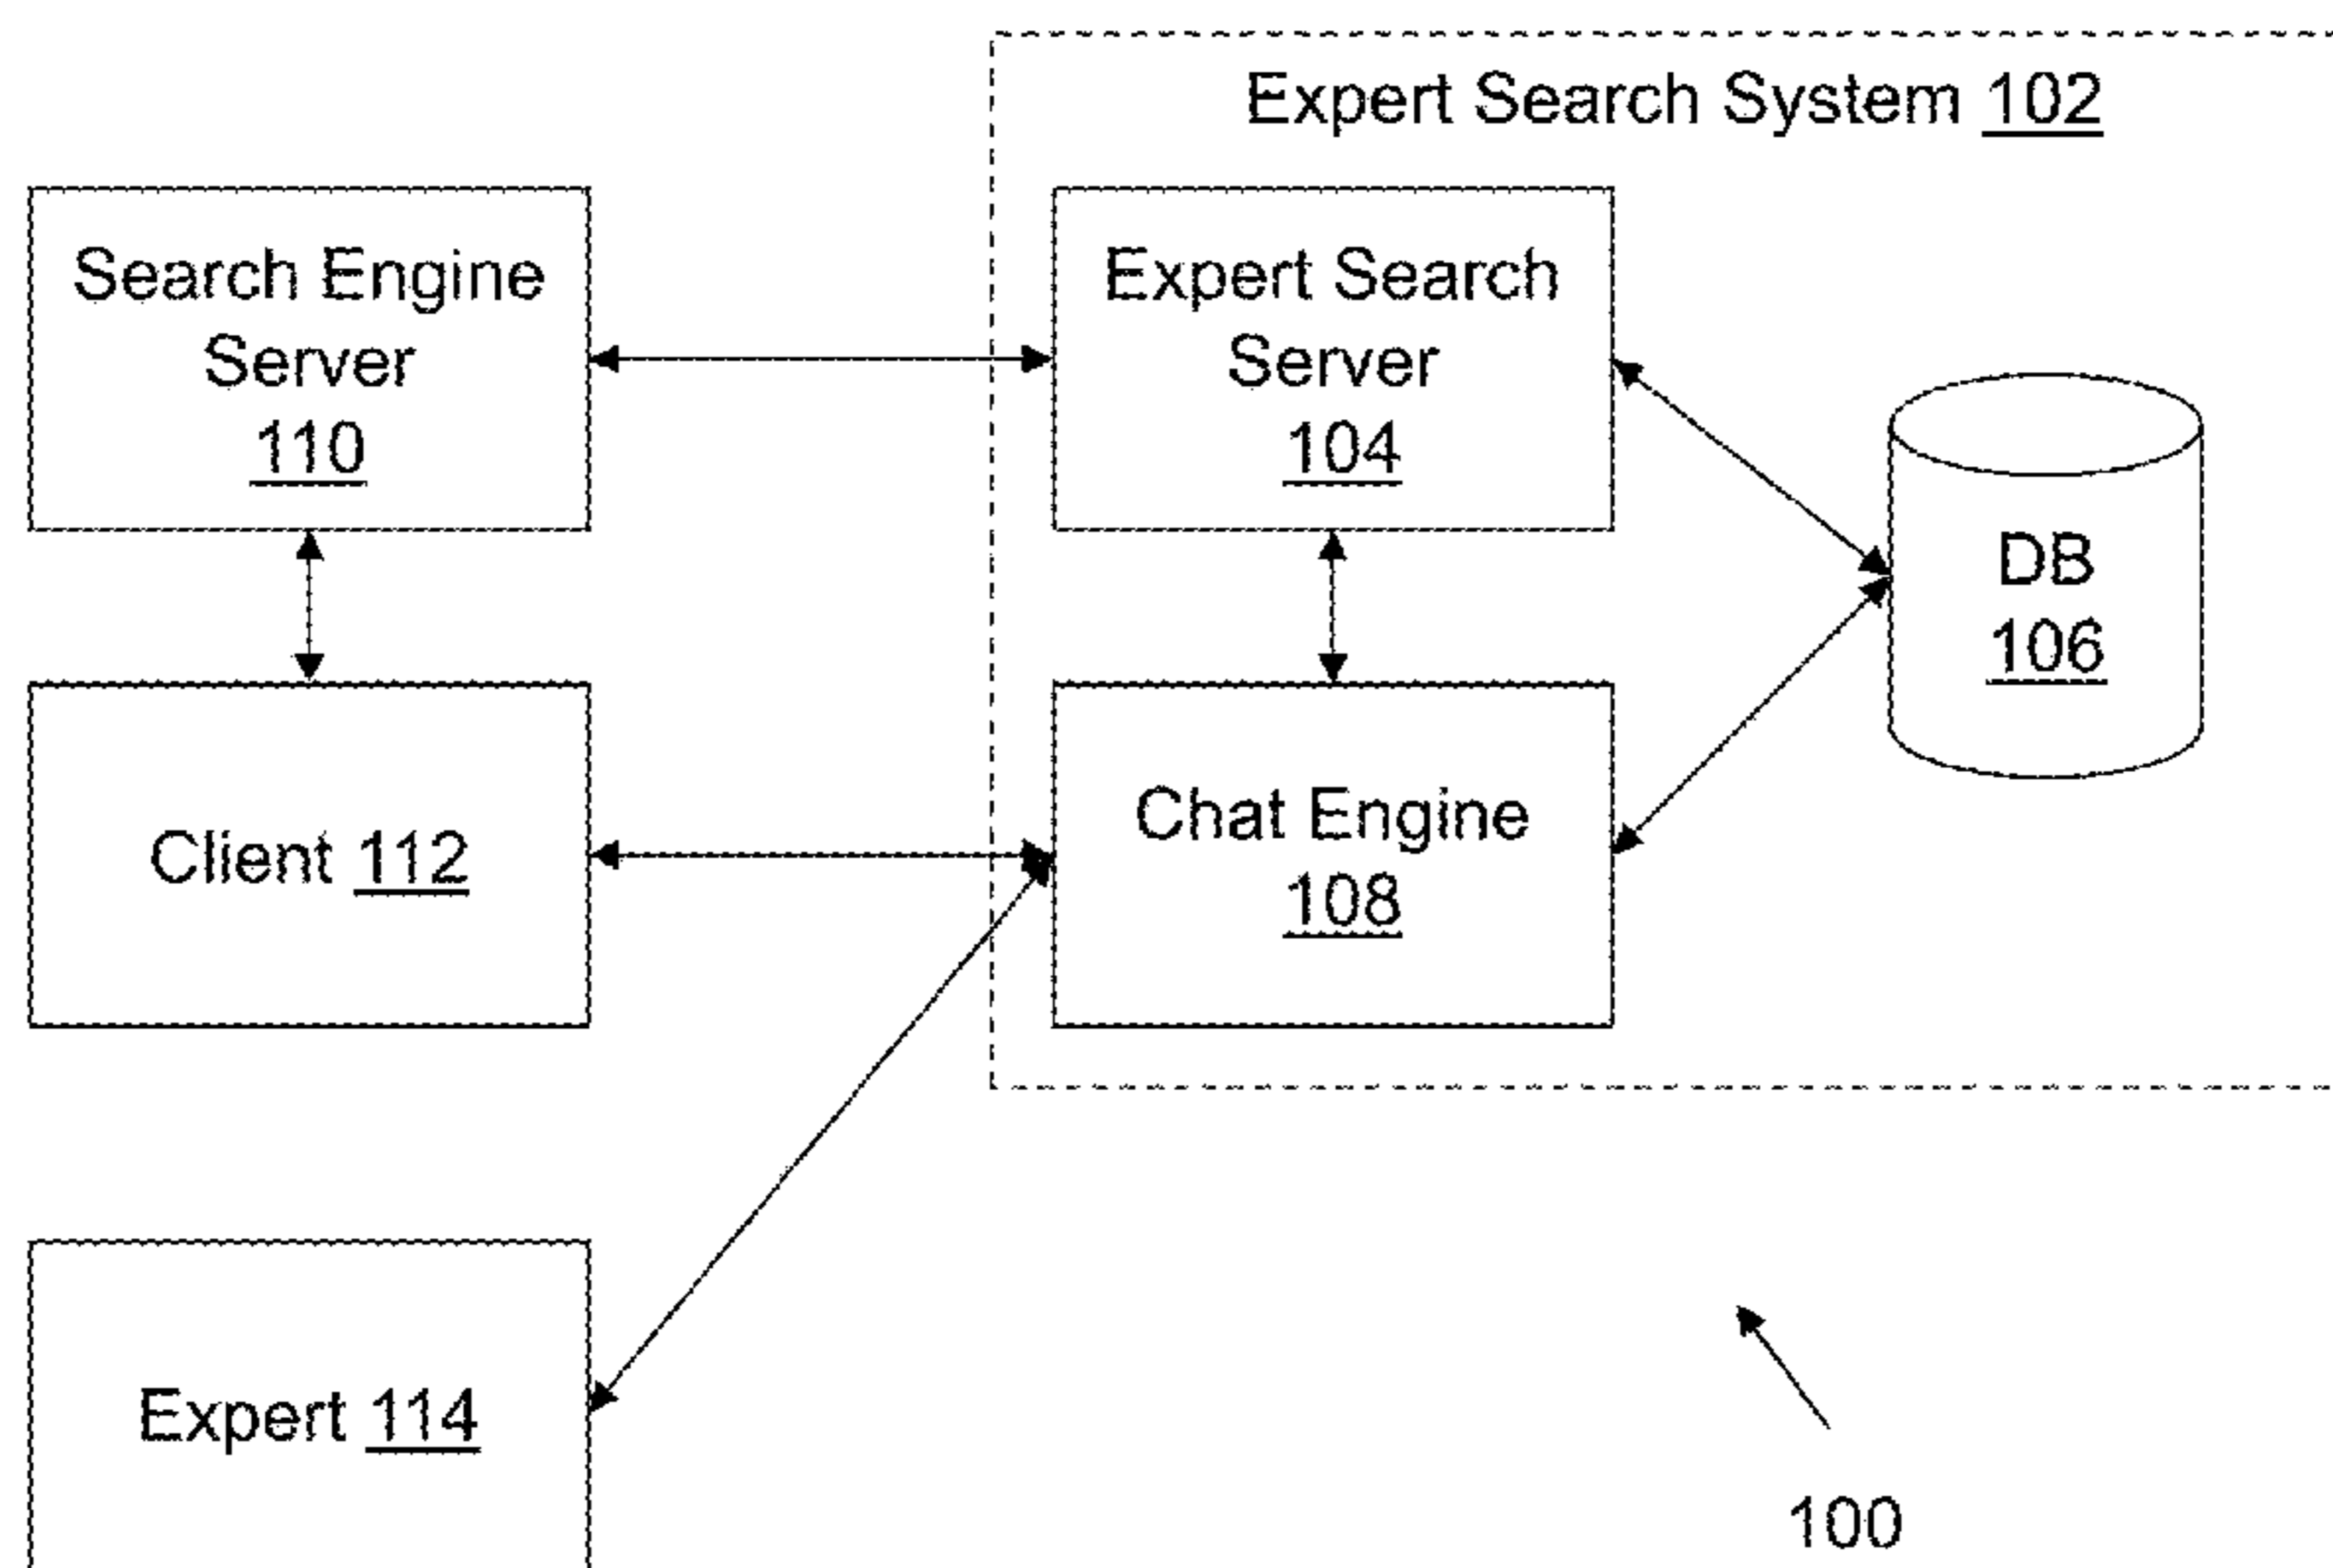 Expert Search System 102
Search Engine
Server
110
Expert Search
Server
104
DB
106
Client 112
Chat Engine
108
Expert 114
100